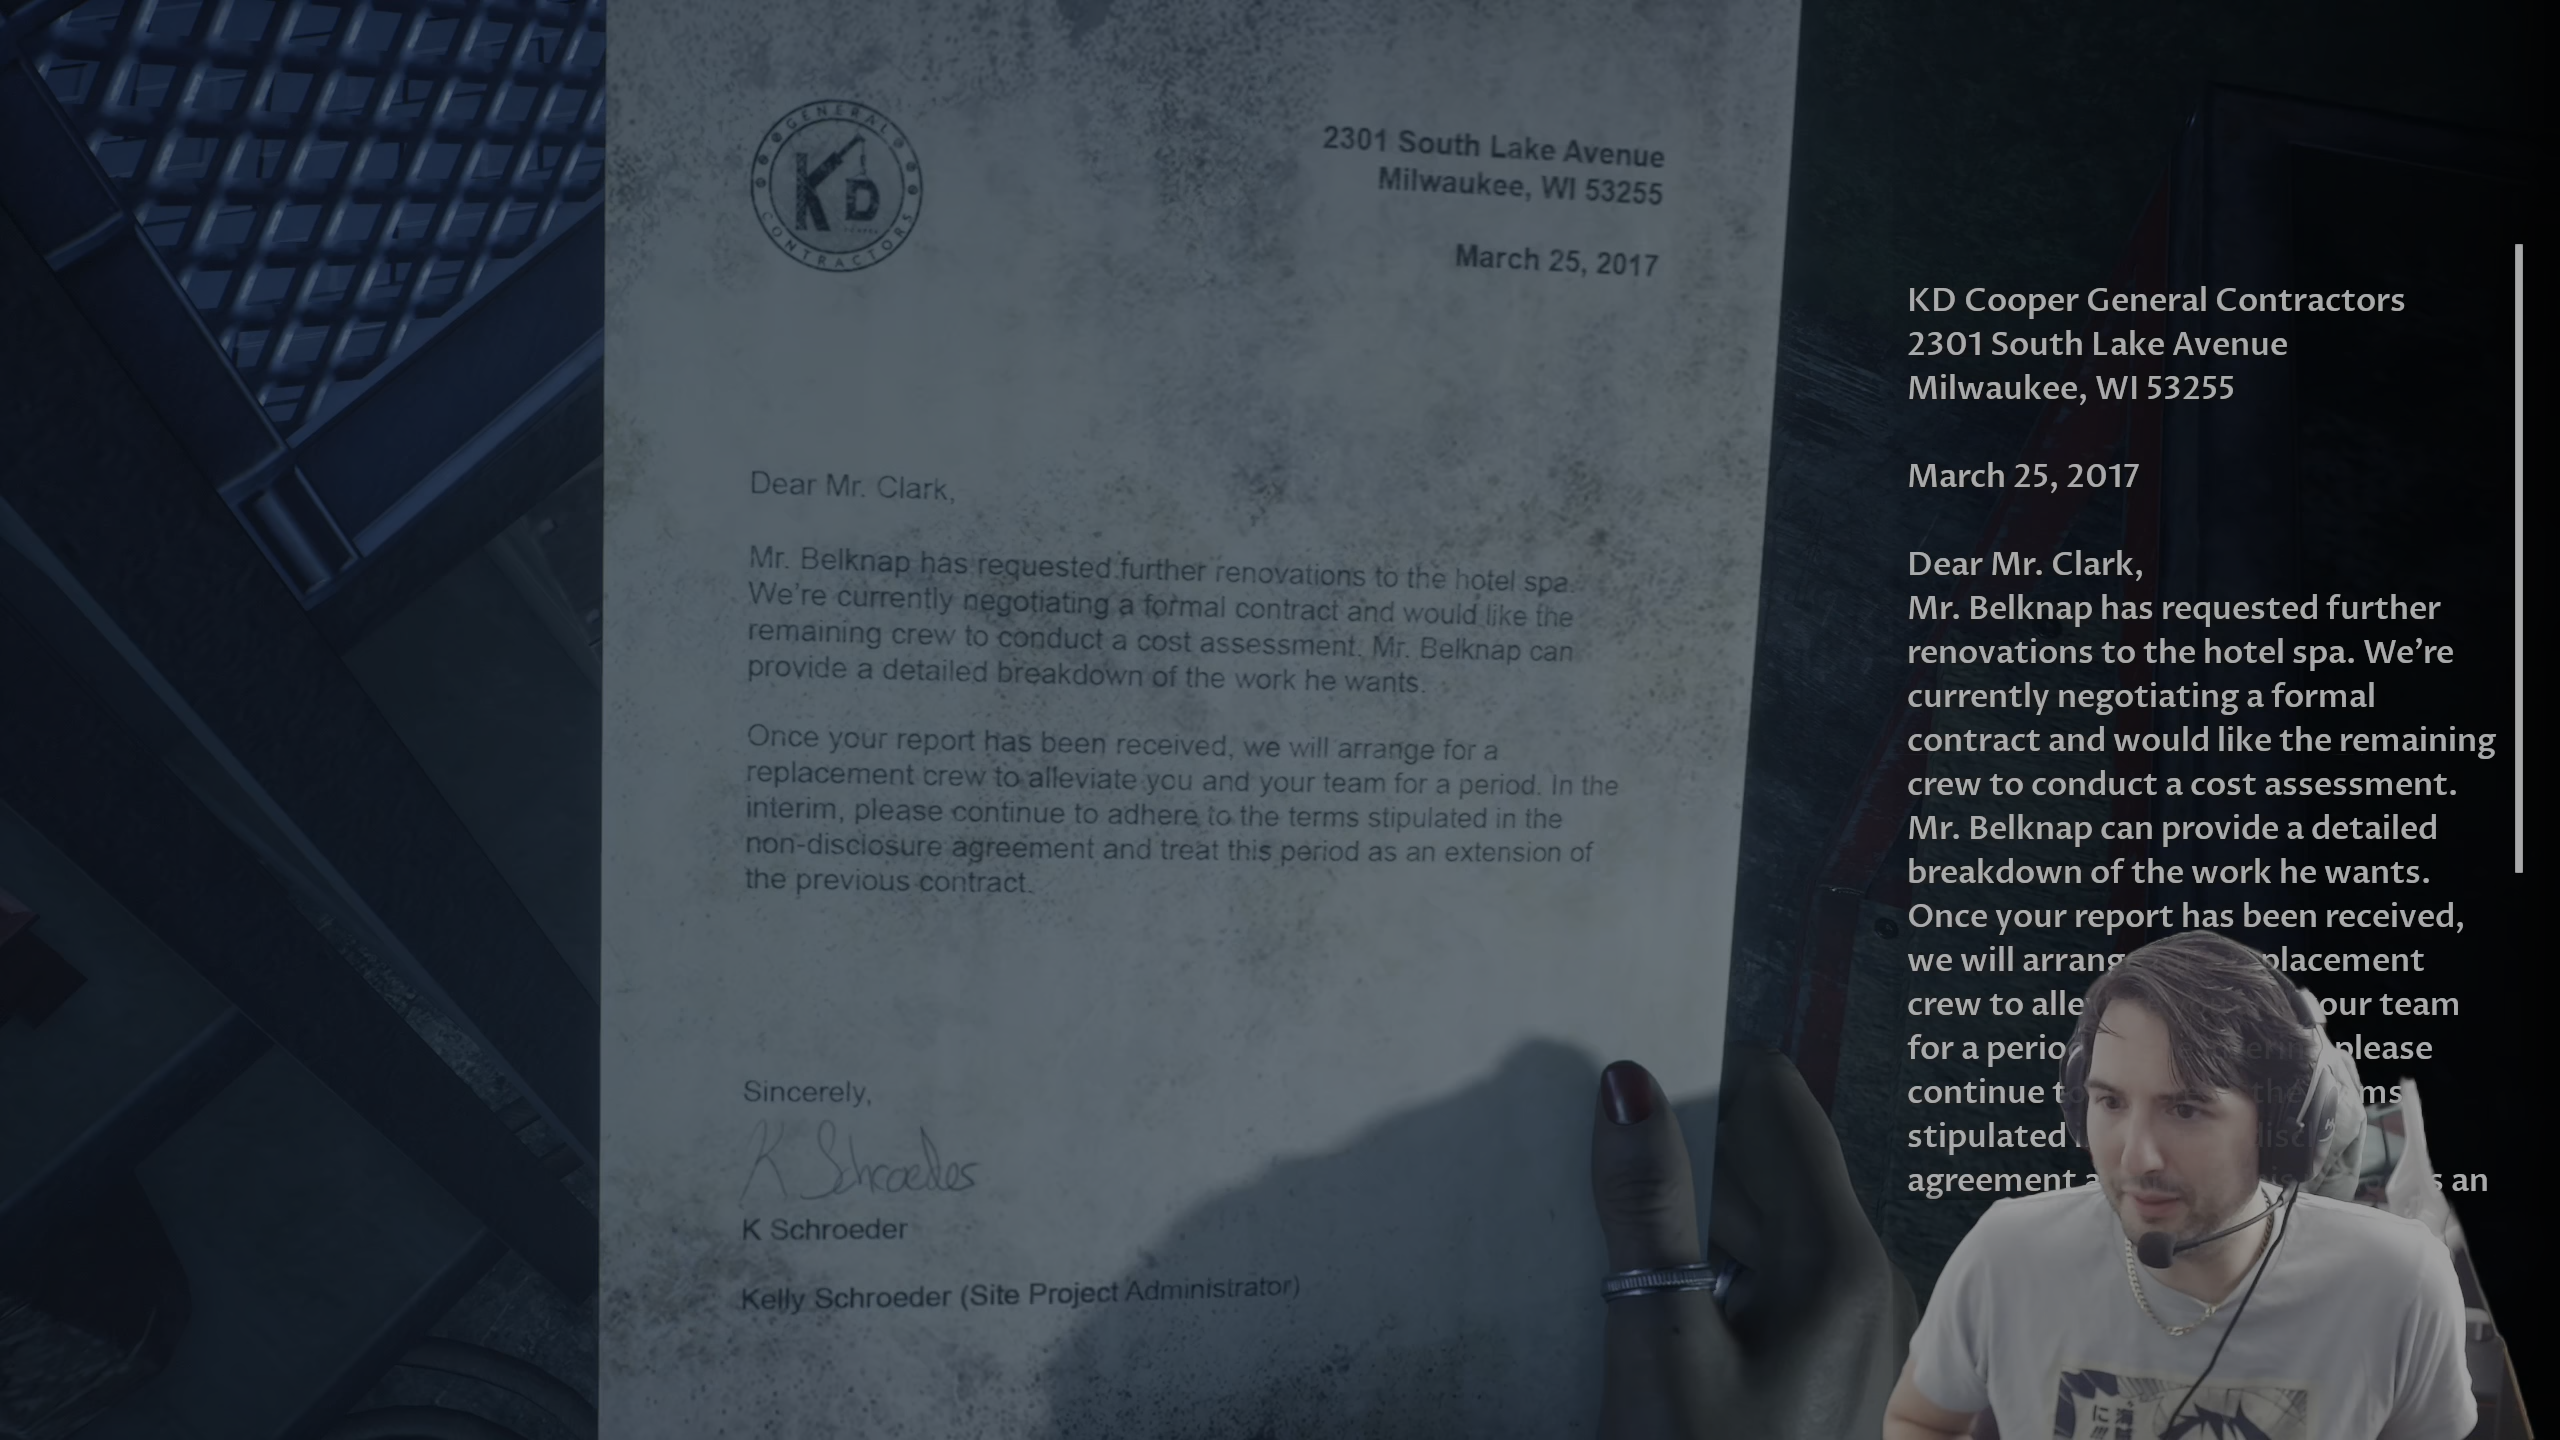 GENERAL
KD
CONTRACTORS
2301 South Lake Avenue
Milwaukee, WI 53255
March 25, 2017
Dear Mr. Clark,
Mr. Belknap has requested further renovations to the hotel spa.
We're currently negotiating a formal contract and would like the
remaining crew to conduct a cost assessment. Mr. Belknap can
provide a detailed breakdown of the work he wants.
Once your report has been received, we will arrange for a
replacement crew to alleviate you and your team for a period. In the
interim, please continue to adhere to the terms stipulated in the
non-disclosure agreement and treat this period as an extension of
the previous contract.
Sincerely,
K Schroeder
K Schroeder
Kelly Schroeder (Site Project Administrator)
KD Cooper General Contractors
2301 South Lake Avenue
Milwaukee, WI 53255
March 25, 2017
Dear Mr. Clark,
Mr. Belknap has requested further
renovations to the hotel spa. We’re
currently negotiating a formal
contract and would like the remaining
crew to conduct a cost assessment.
Mr. Belknap can provide a detailed
breakdown of the work he wants.
Once your report has been received,
we will
crew to team
for a please
continue
stipulated
agreement an